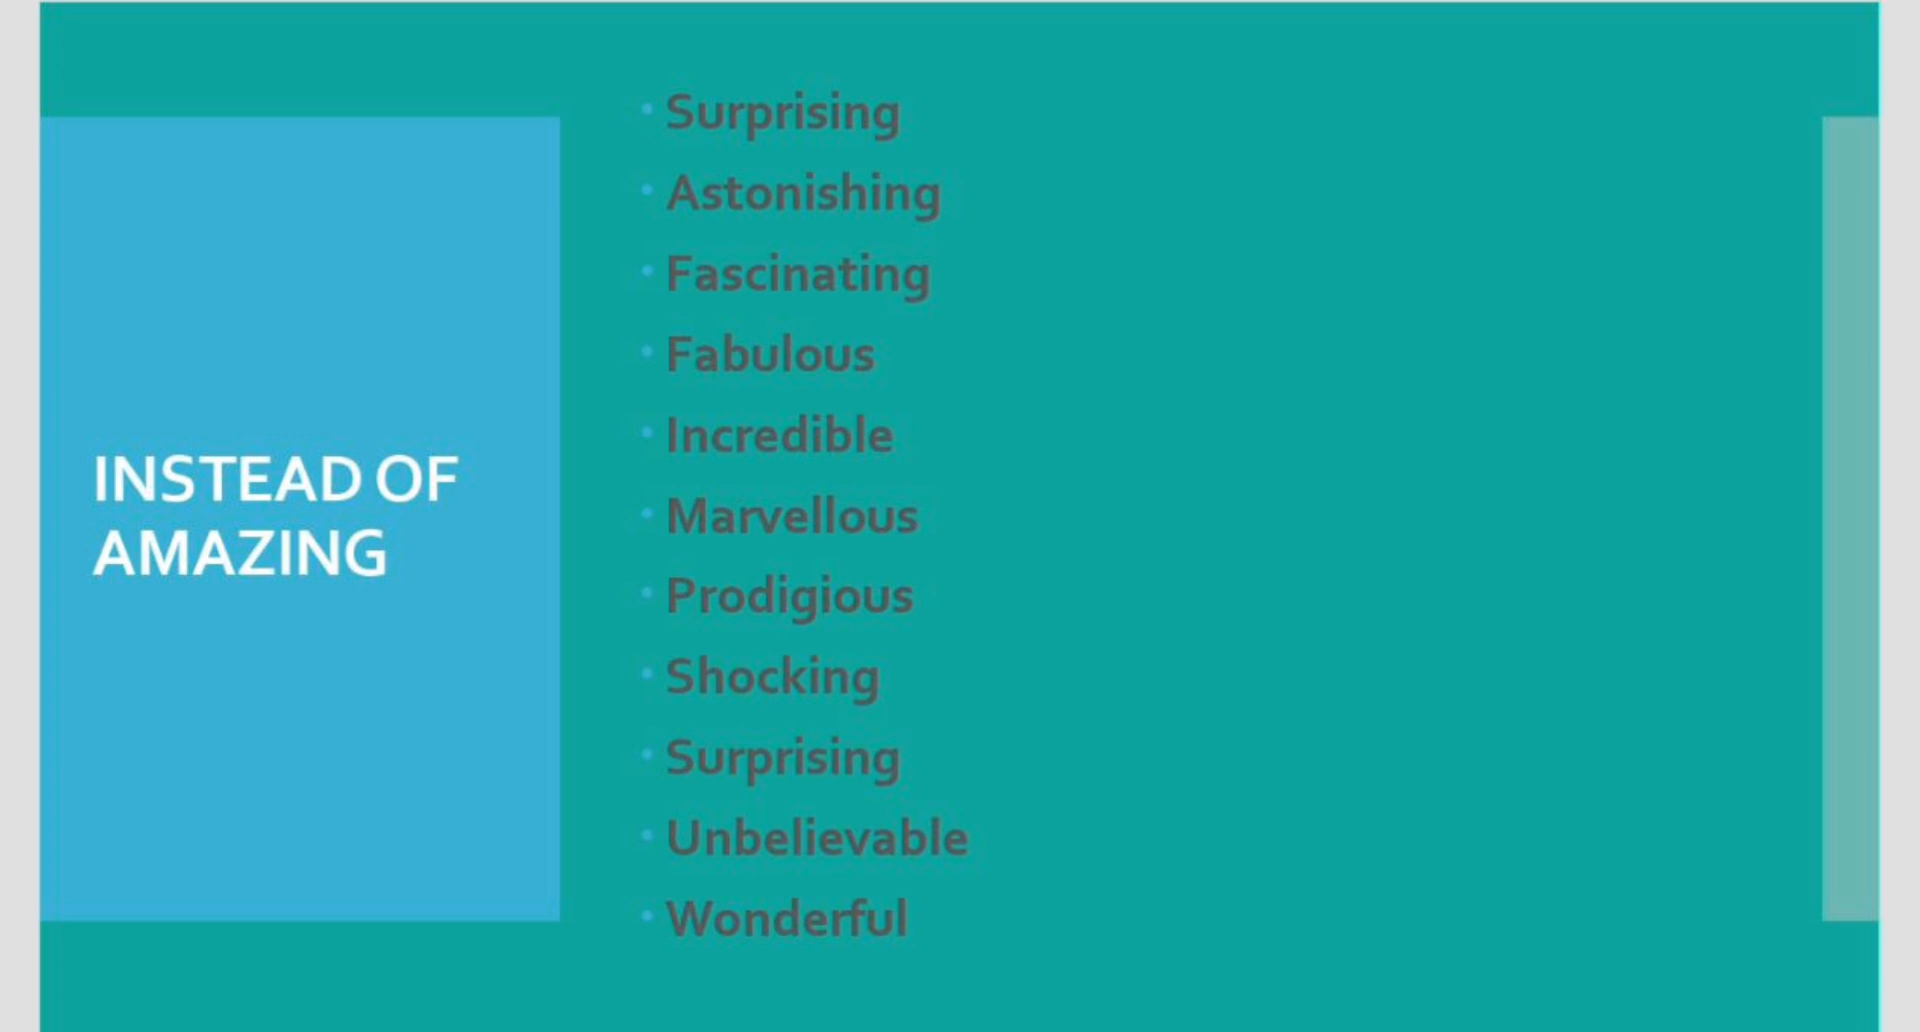 INSTEAD OF
AMAZING
Surprising
Astonishing
Fascinating
Fabulous
Incredible
Marvellous
Prodigious
Shocking
Surprising
Unbelievable
Wonderful